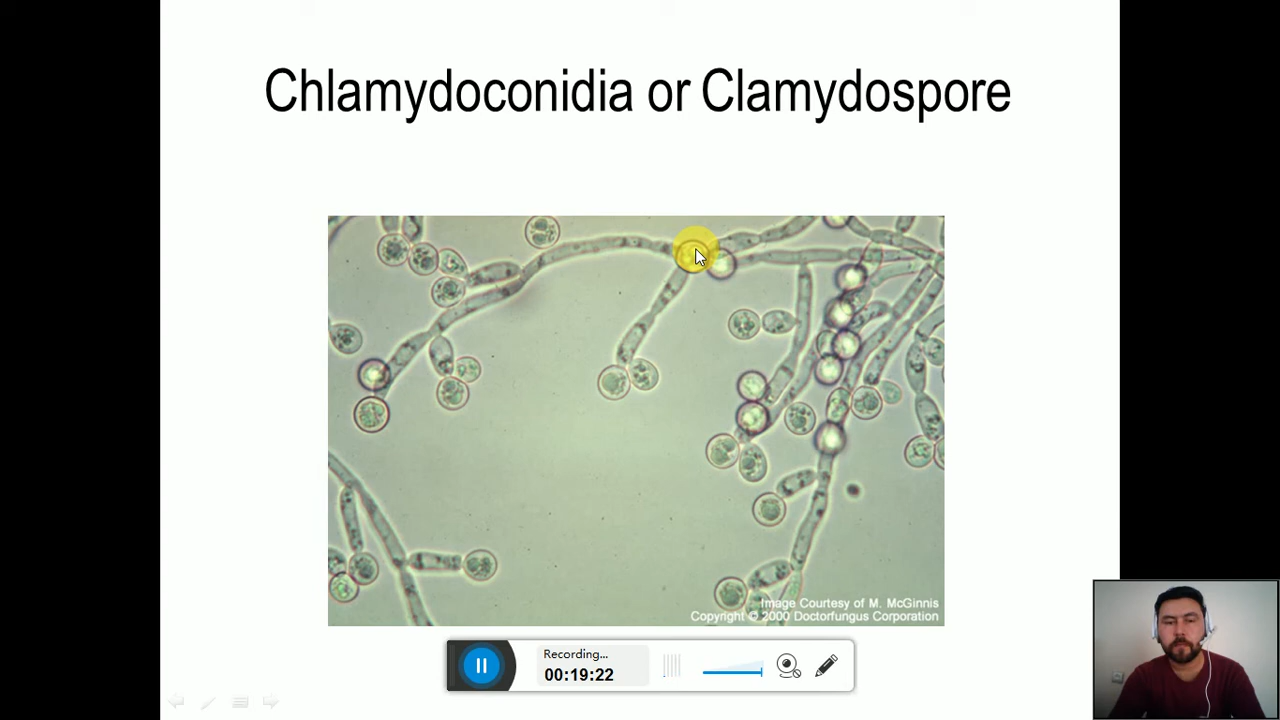 Chlamydoconidia or Clamydospore
Image Courtesy of M. McGinnis
Copyright © 2000 Doctorfungus Corporation
Recording...
00:19:22